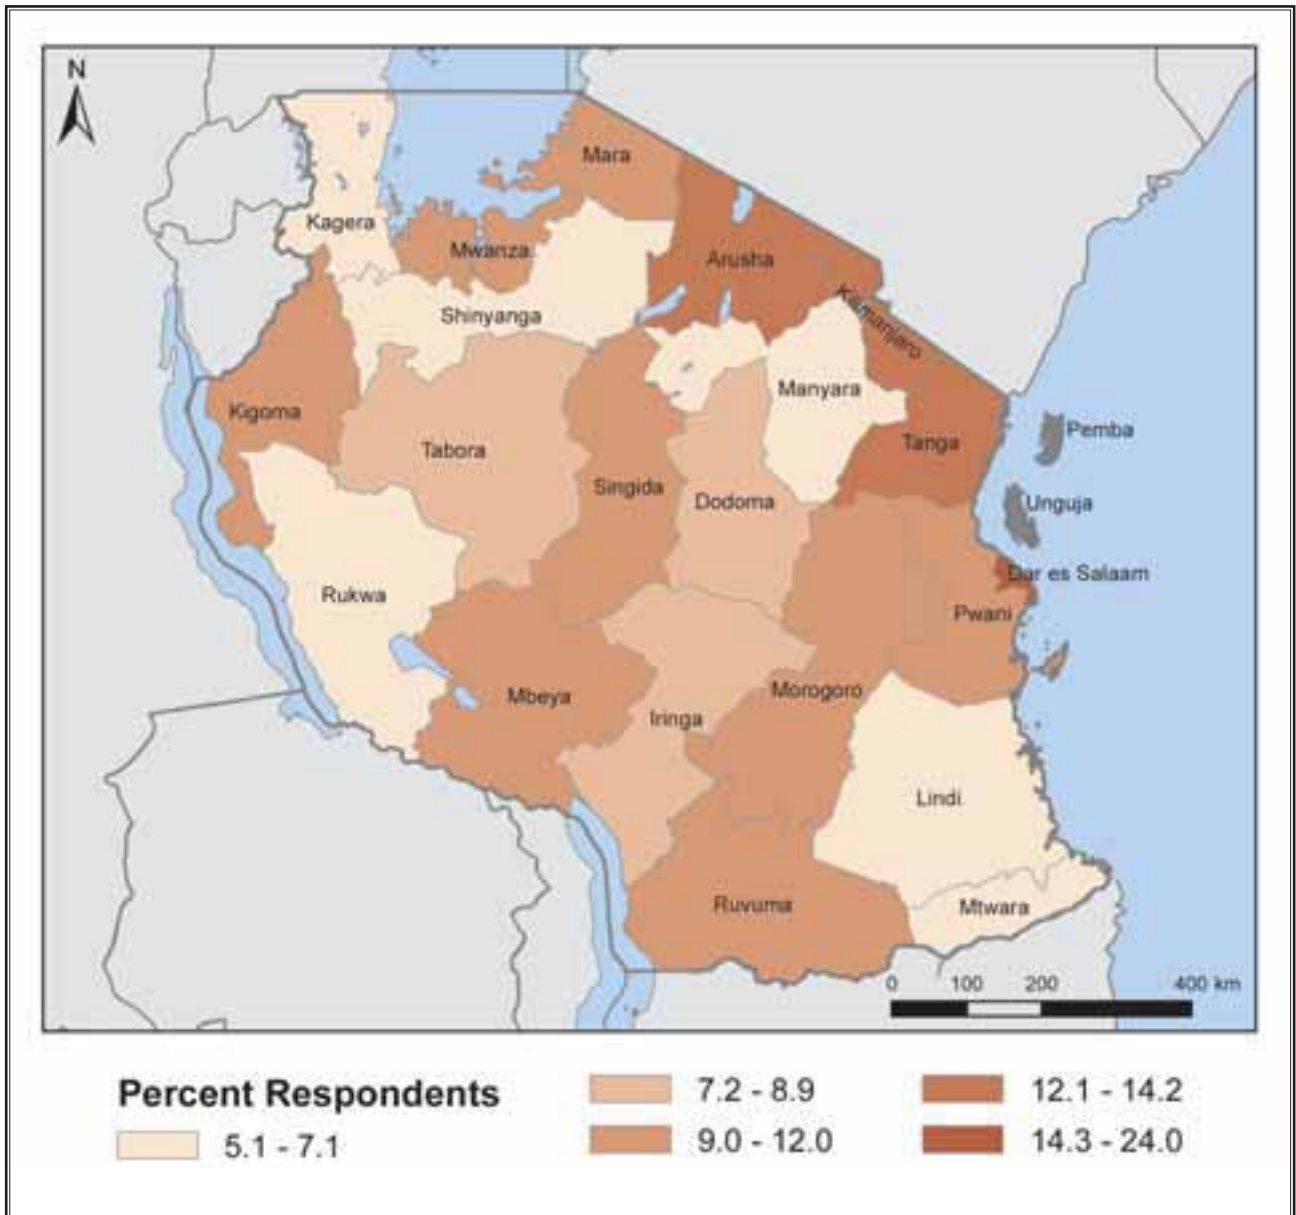 N
Mara
Kagera
Mwanza
Arusha
Shinyanga
Kilimanjaro
Manyara
Kigoma
Pemba
Tabora
Tanga
Singida
Dodoma
Unguja
Dar es Salaam
Rukwa
Pwani
Mbeya
Morogoro
Iringa
Lindi
Ruvuma
Mtwara
0 100 200 400 km
Percent Respondents
5.1 - 7.1
7.2 - 8.9
9.0 - 12.0
12.1 - 14.2
14.3 - 24.0